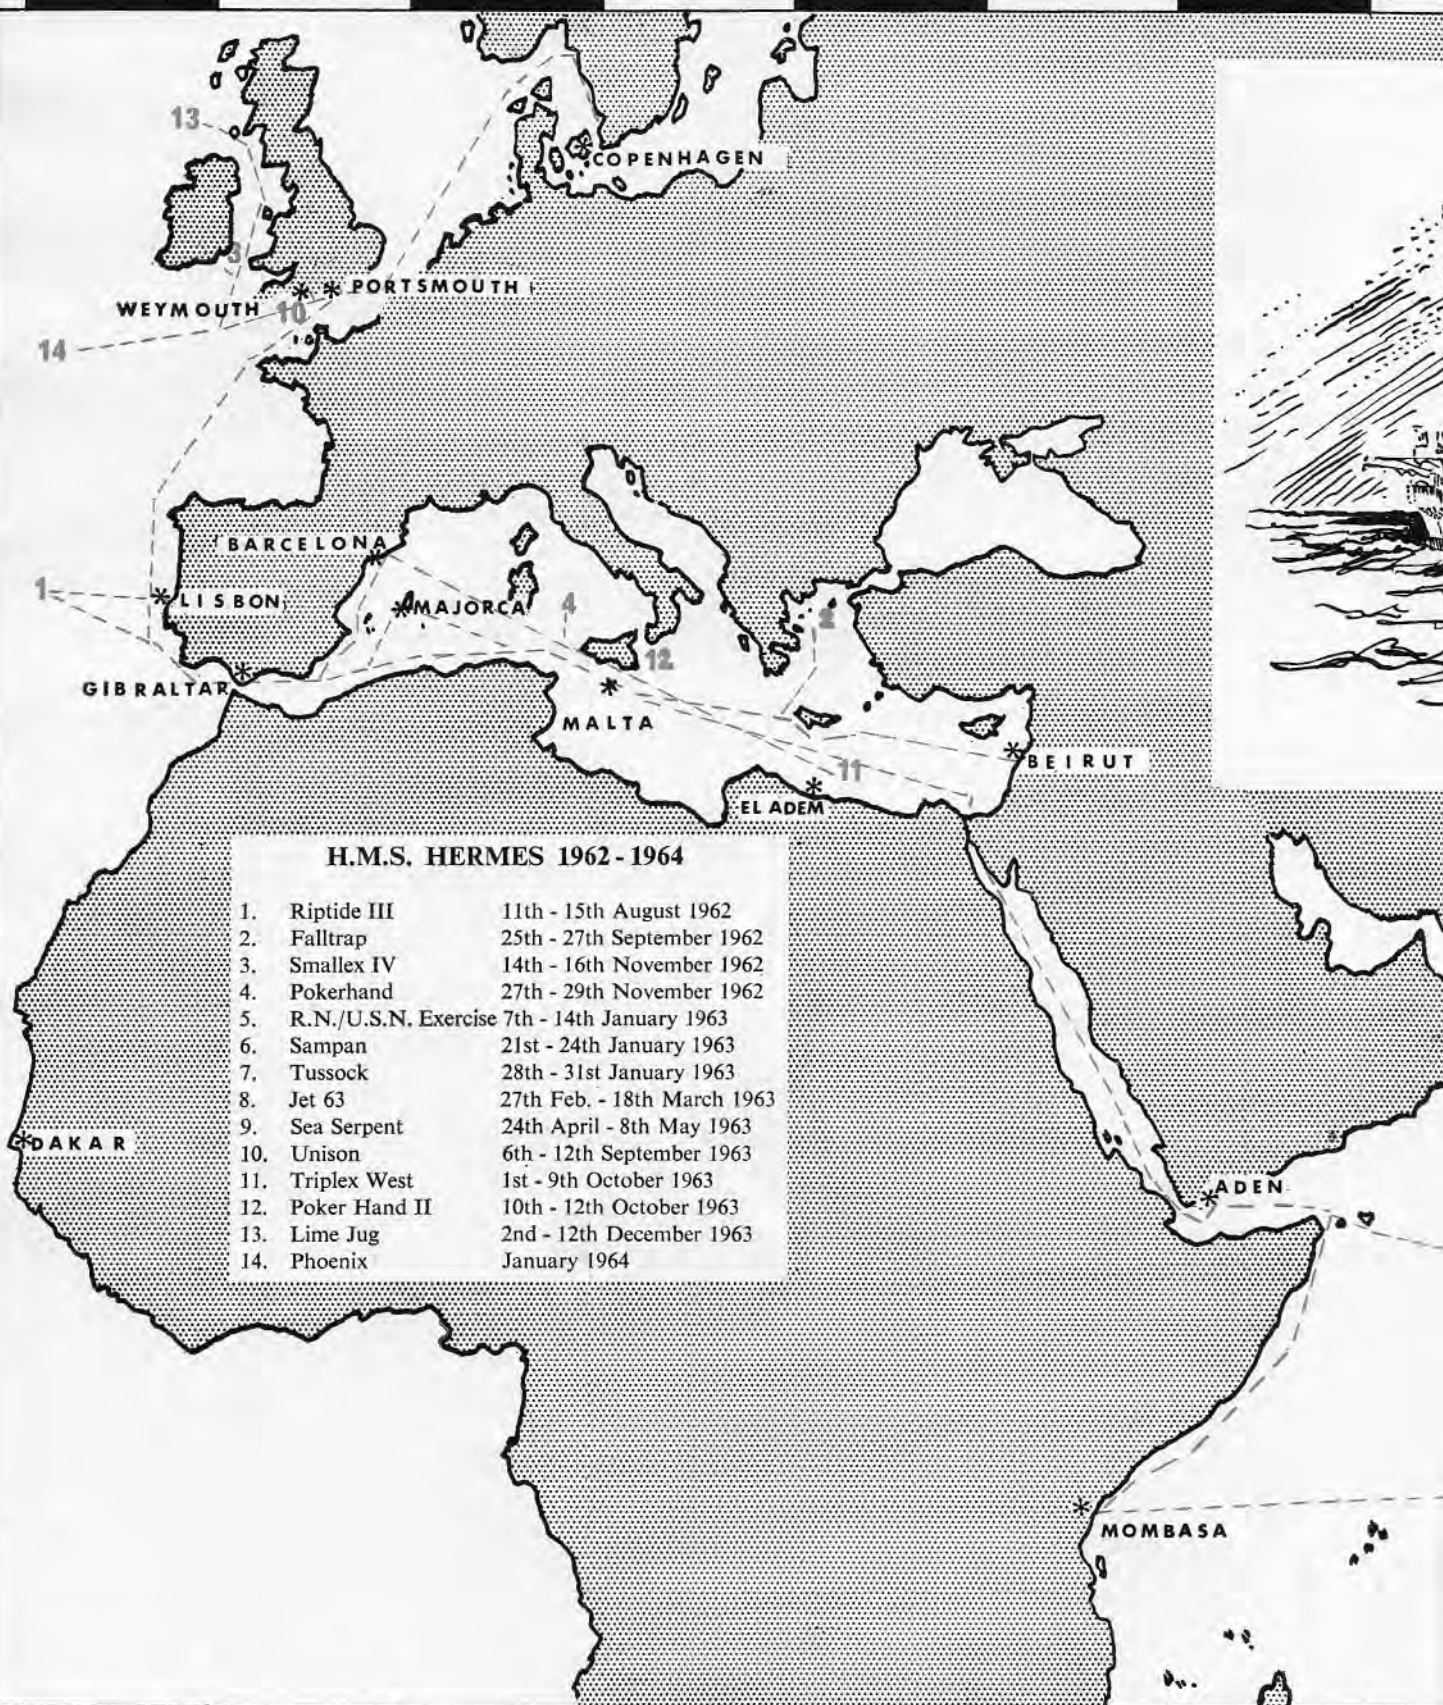 13
COPENHAGEN
3
PORTSMOUTH
WEYMOUTH
10
14
BARCELONA
1
LISBON
MAJORCA
4
2
12
GIBRALTAR
MALTA
BEIRUT
11
EL ADEM
H.M.S. HERMES 1962 - 1964
1. Riptide III 11th - 15th August 1962
2. Falltrap 25th - 27th September 1962
3. Smallex IV 14th - 16th November 1962
4. Pokerhand 27th - 29th November 1962
5. R.N./U.S.N. Exercise 7th - 14th January 1963
6. Sampan 21st - 24th January 1963
7. Tussock 28th - 31st January 1963
8. Jet 63 27th Feb. - 18th March 1963
9. Sea Serpent 24th April - 8th May 1963
10. Unison 6th - 12th September 1963
11. Triplex West 1st - 9th October 1963
12. Poker Hand II 10th - 12th October 1963
13. Lime Jug 2nd - 12th December 1963
14. Phoenix January 1964
DAKAR
ADEN
MOMBASA